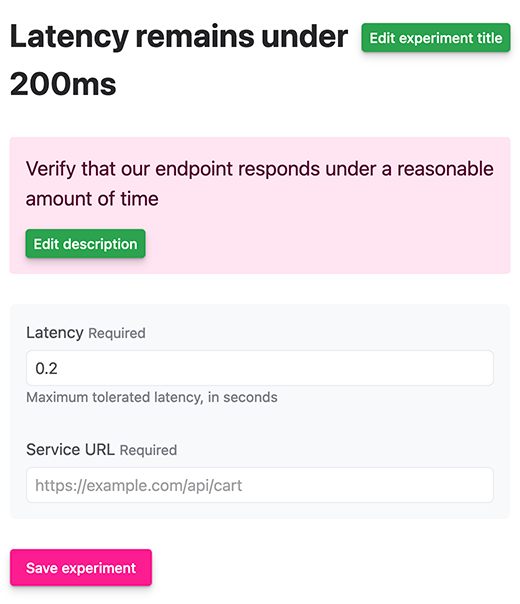 Latency remains under
Edit experiment title
200ms
Verify that our endpoint responds under a reasonable
amount of time
Edit description
Latency Required
0.2
Maximum tolerated latency, in seconds
Service URL Required
https://example.com/api/cart
Save experiment